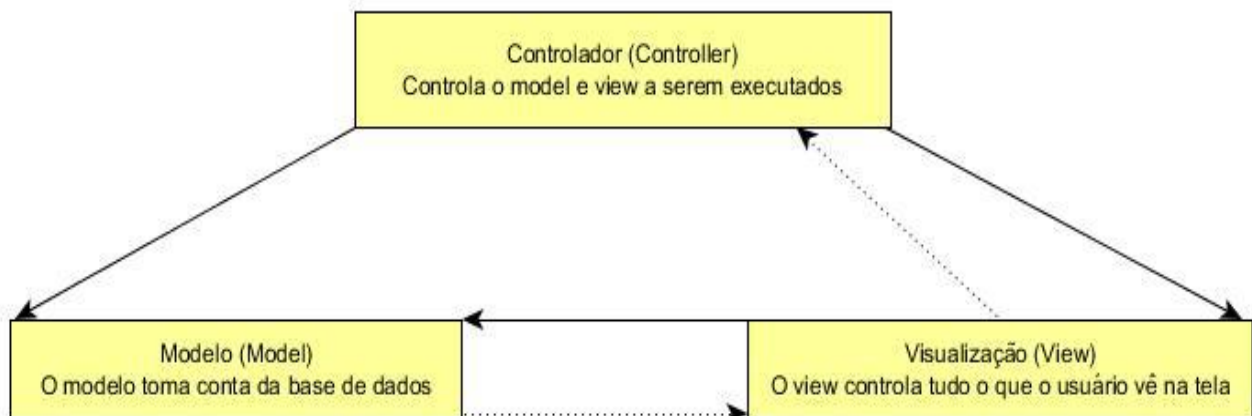 Controlador (Controller)
Controla o model e view a serem executados
Modelo (Model)
O modelo toma conta da base de dados
Visualização (View)
O view controla tudo o que o usuário vê na tela